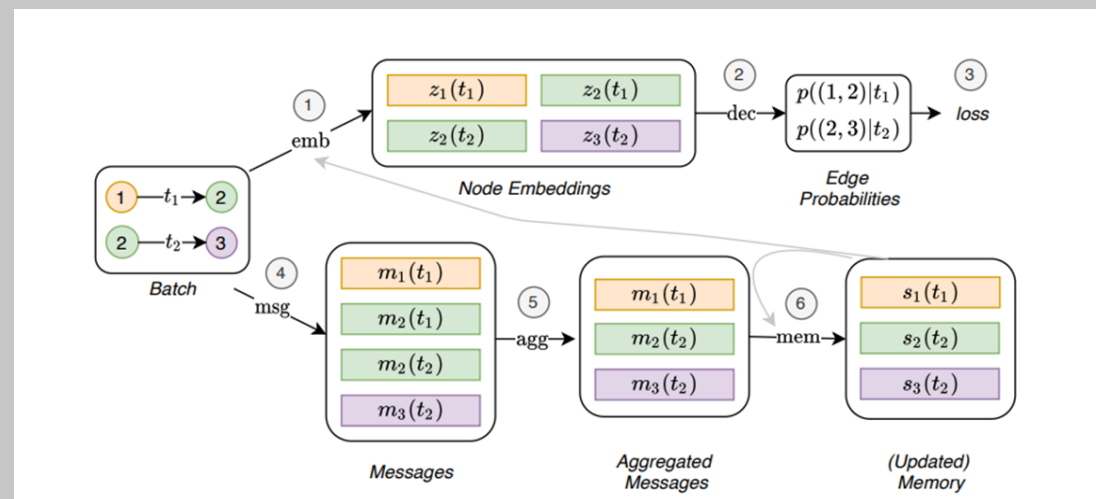 1
emb
z₁(t₁) z₂(t₁)
z₂(t₂) z₃(t₂)
Node Embeddings
2
dec
p((1, 2)|t₁)
p((2, 3)|t₂)
Edge
Probabilities
3
loss
1 t₁ 2
2 t₂ 3
Batch
4
msg
m₁(t₁)
m₂(t₁)
m₂(t₂)
m₃(t₂)
Messages
5
agg
m₁(t₁)
m₂(t₂)
m₃(t₂)
Aggregated
Messages
6
mem
s₁(t₁)
s₂(t₂)
s₃(t₂)
(Updated)
Memory